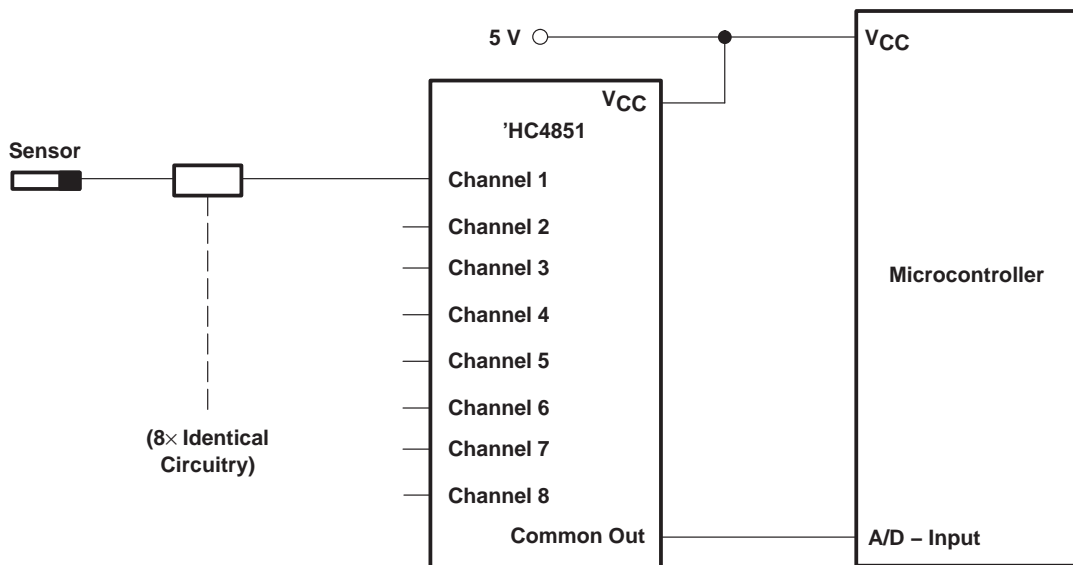 5 V
VCC
VCC
’HC4851
Sensor
Channel 1
Channel 2
Channel 3
Microcontroller
Channel 4
Channel 5
Channel 6
(8× Identical
Circuitry)
Channel 7
Channel 8
Common Out
A/D – Input